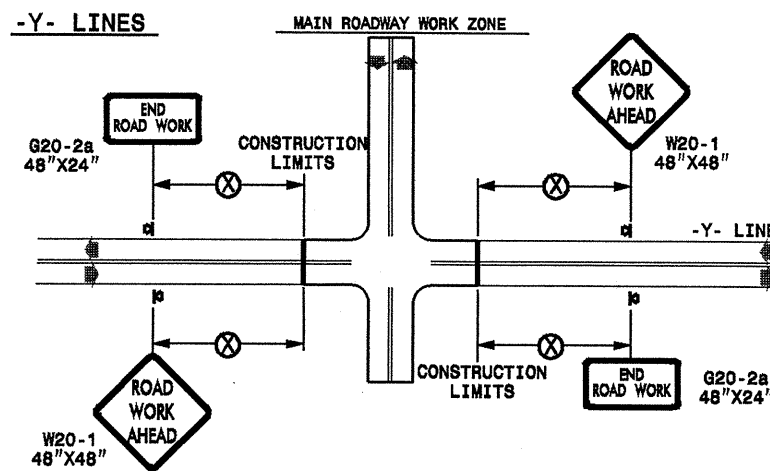 -Y- LINES
MAIN ROADWAY WORK ZONE
END
ROAD WORK
G20-2a
48"X24"
CONSTRUCTION
LIMITS
X
X
ROAD
WORK
AHEAD
W20-1
48"X48"
-Y- LINE
X
X
ROAD
WORK
AHEAD
W20-1
48"X48"
CONSTRUCTION
LIMITS
END
ROAD WORK
G20-2a
48"X24"